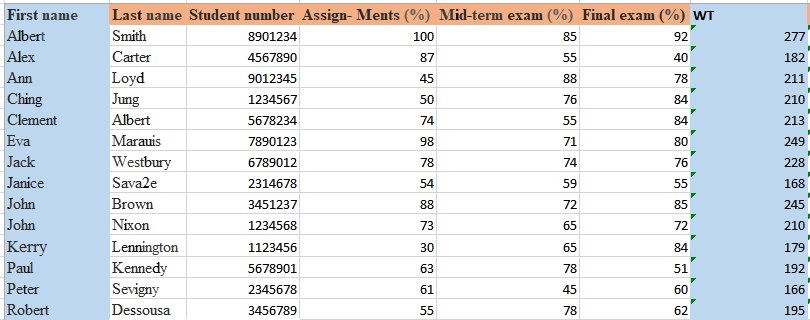 First name Last name Student number Assign- Ments (%) Mid-term exam (%) Final exam (%) WT
Albert Smith 8901234 100 85 92 277
Alex Carter 4567890 87 55 40 182
Ann Loyd 9012345 45 88 78 211
Ching Jung 1234567 50 76 84 210
Clement Albert 5678234 74 55 84 213
Eva Marauis 7890123 98 71 80 249
Jack Westbury 6789012 78 74 76 228
Janice Sava2e 2314678 54 59 55 168
John Brown 3451237 88 72 85 245
John Nixon 1234568 73 65 72 210
Kerry Lennington 1123456 30 65 84 179
Paul Kennedy 5678901 63 78 51 192
Peter Sevigny 2345678 61 45 60 166
Robert Dessousa 3456789 55 78 62 195